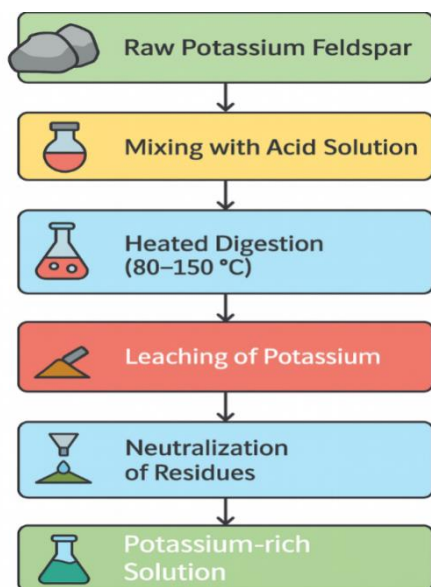 Raw Potassium Feldspar
Mixing with Acid Solution
Heated Digestion
(80–150 °C)
Leaching of Potassium
Neutralization
of Residues
Potassium-rich
Solution